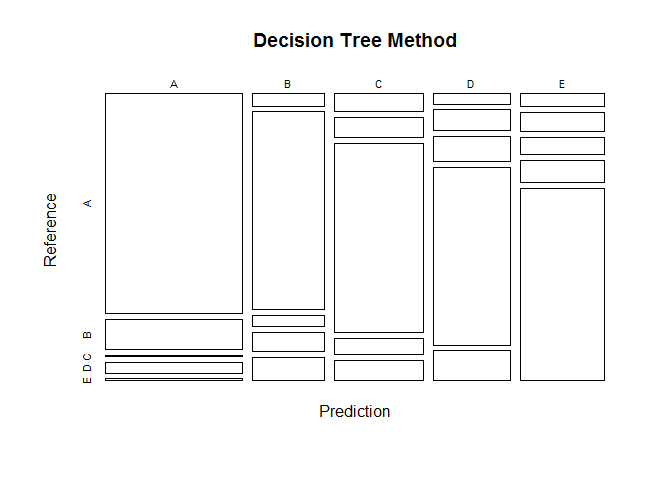 Decision Tree Method
A B C D E
Reference
A
B
C
D
E
Prediction